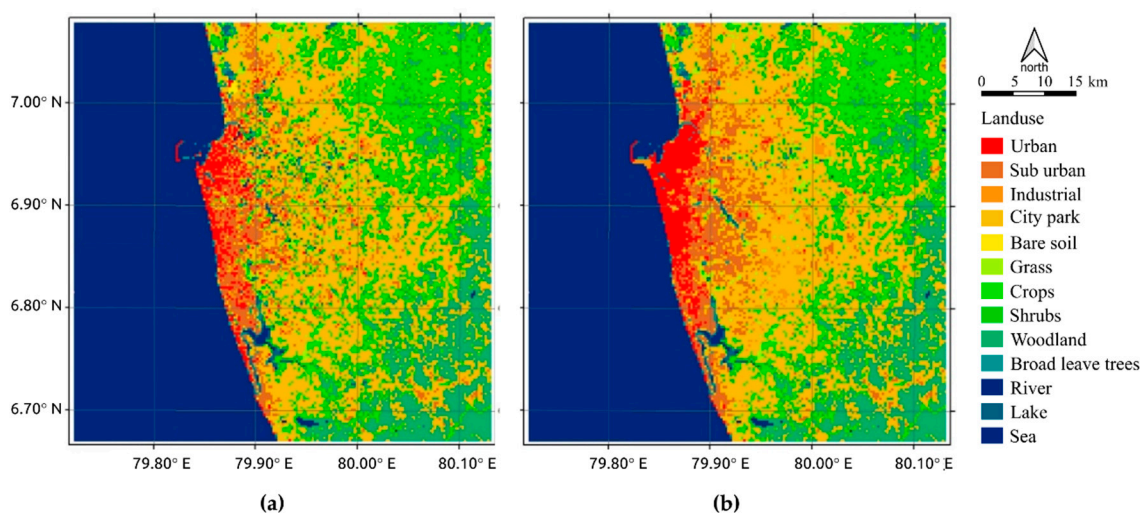 north
0 5 10 15 km
Landuse
Urban
Sub urban
Industrial
City park
Bare soil
Grass
Crops
Shrubs
Woodland
Broad leave trees
River
Lake
Sea
7.00° N
6.90° N
6.80° N
6.70° N
79.80° E 79.90° E 80.00° E 80.10° E
79.80° E 79.90° E 80.00° E 80.10° E
(a)
(b)